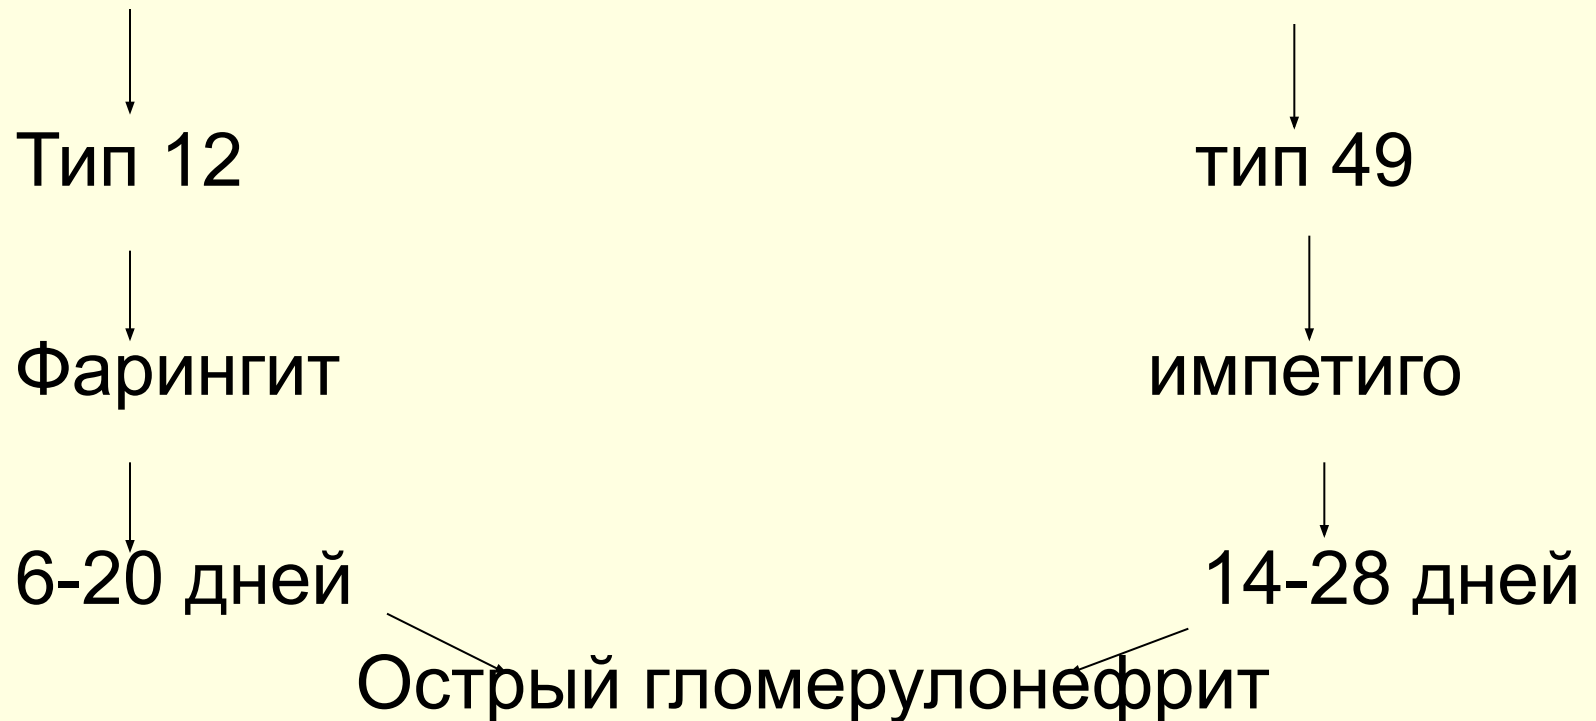 Тип 12 тип 49
Фарингит импетиго
6-20 дней 14-28 дней
Острый гломерулонефрит